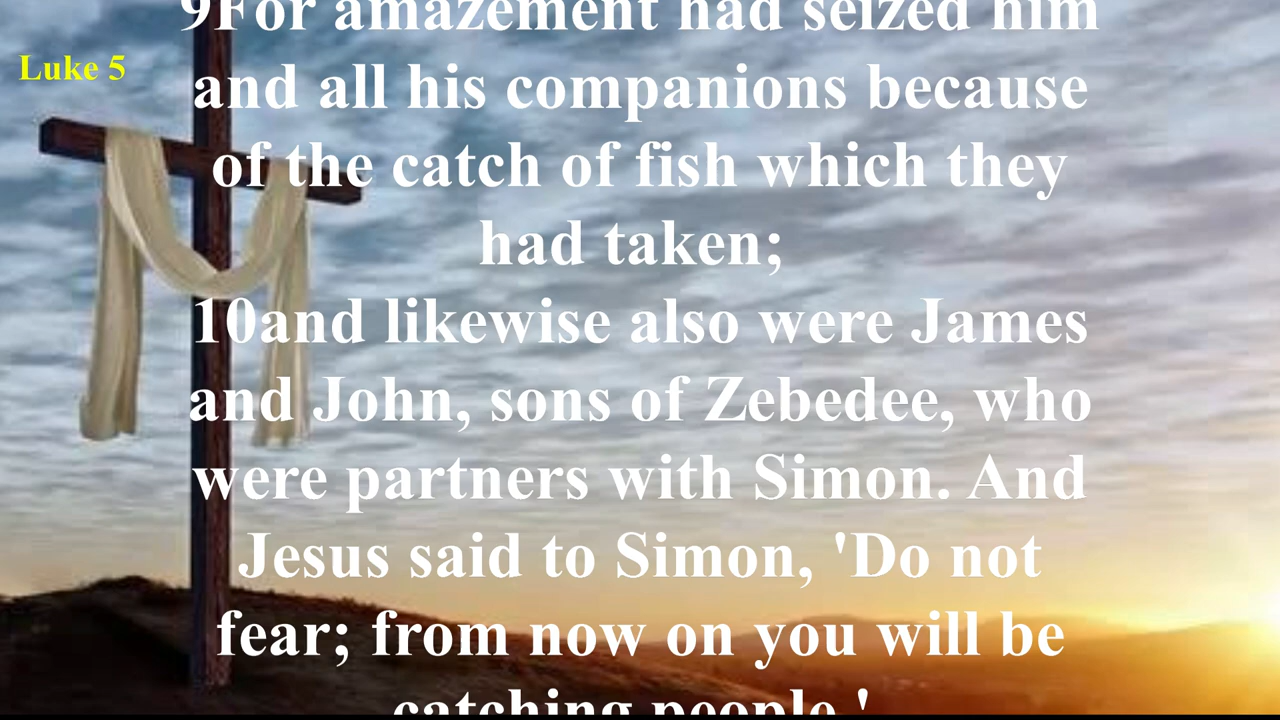 9For amazement had seized him
Luke 5
and all his companions because
of the catch of fish which they
had taken;
10and likewise also were James
and John, sons of Zebedee, who
were partners with Simon. And
Jesus said to Simon, 'Do not
fear; from now on you will be
catching people.'